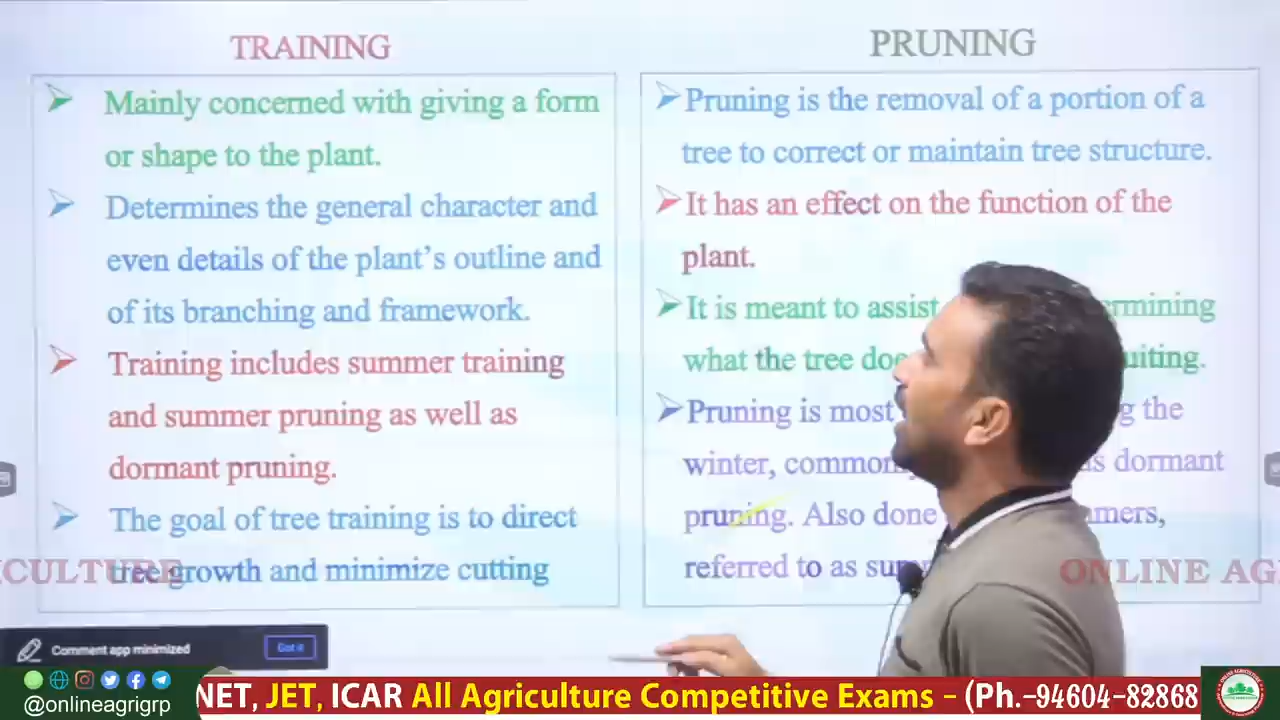 TRAINING
Mainly concerned with giving a form
or shape to the plant.
Determines the general character and
even details of the plant's outline and
of its branching and framework.
Training includes summer training
and summer pruning as well as
dormant pruning.
The goal of tree training is to direct
tree growth and minimize cutting
PRUNING
Pruning is the removal of a portion of a
tree to correct or maintain tree structure.
It has an effect on the function of the
plant.
It is meant to assist
what the tree
Pruning is most the
winter, dormant
pruning. Also done
referred to as
ICULTURE
ONLINE AG
Comment app minimized
Got it
@onlineagrigrp
NET, JET, ICAR All Agriculture Competitive Exams - (Ph.-94604-82868